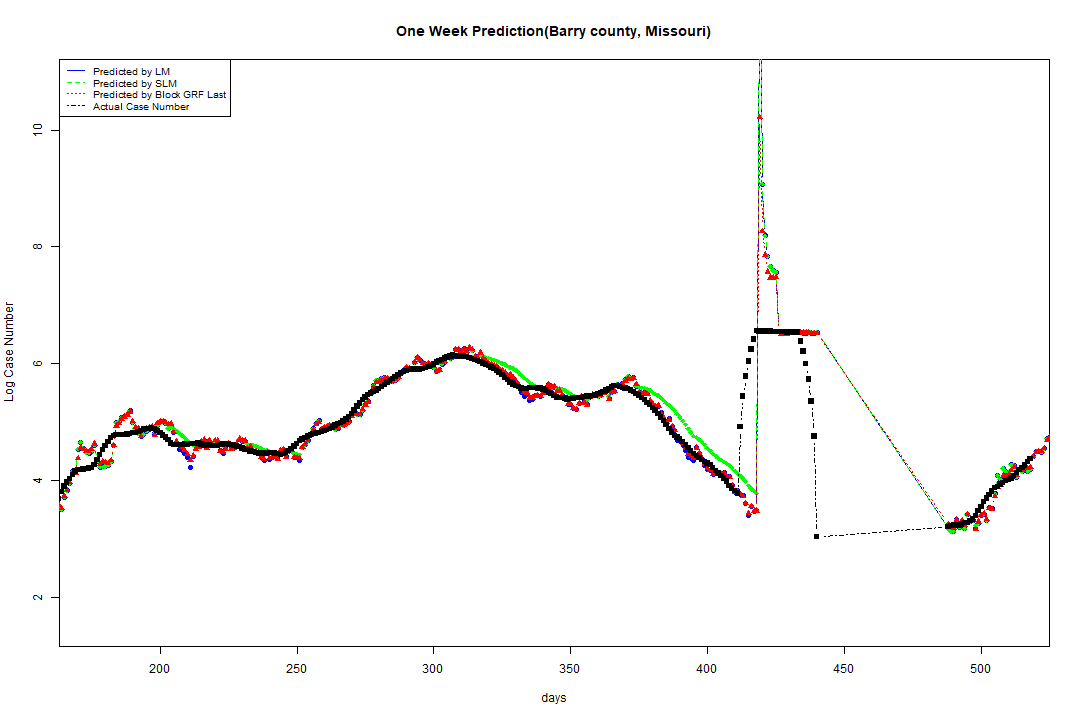 One Week Prediction(Barry county, Missouri)
Predicted by LM
Predicted by SLM
Predicted by Block GRF Last
Actual Case Number
Log Case Number
10
8
6
4
2
200 250 300 350 400 450 500
days